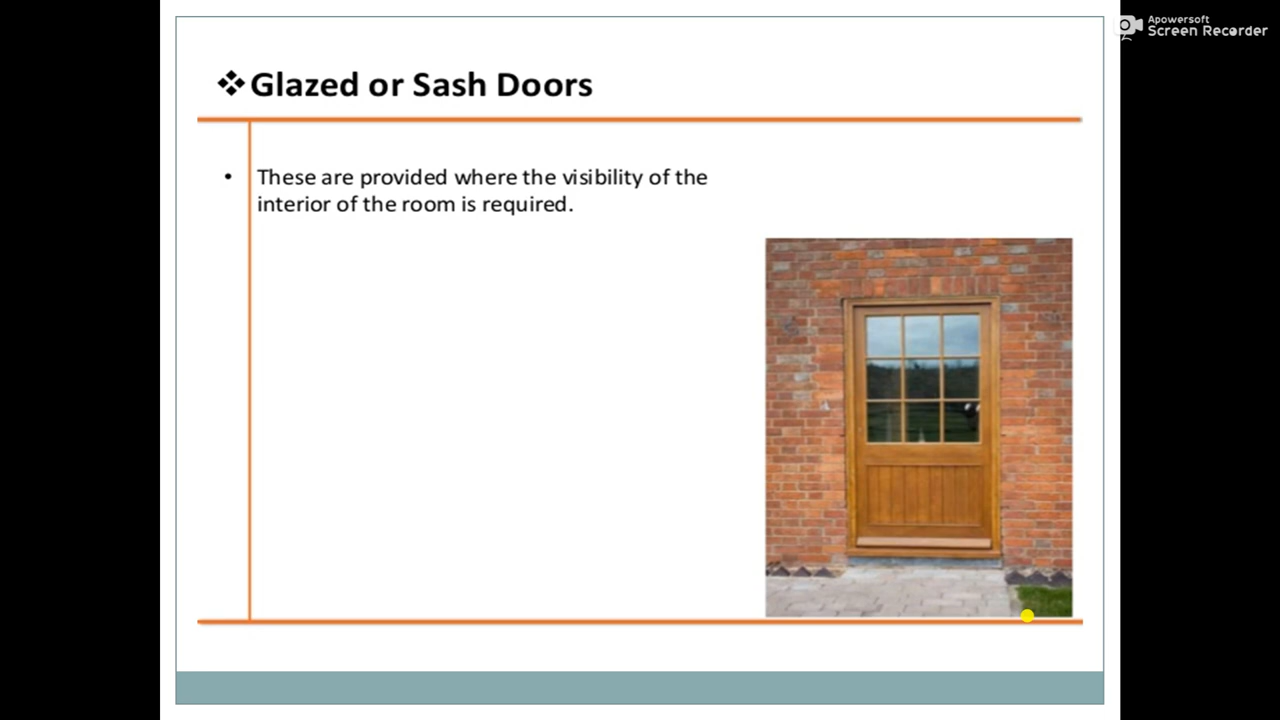 Apowersoft
Screen Recorder
❖Glazed or Sash Doors
• These are provided where the visibility of the
interior of the room is required.